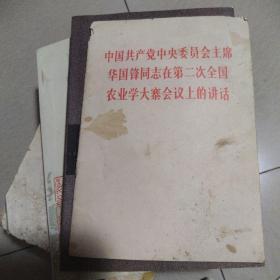 中国共产党中央委员会主席
华国锋同志在第二次全国
农业学大寨会议上的讲话